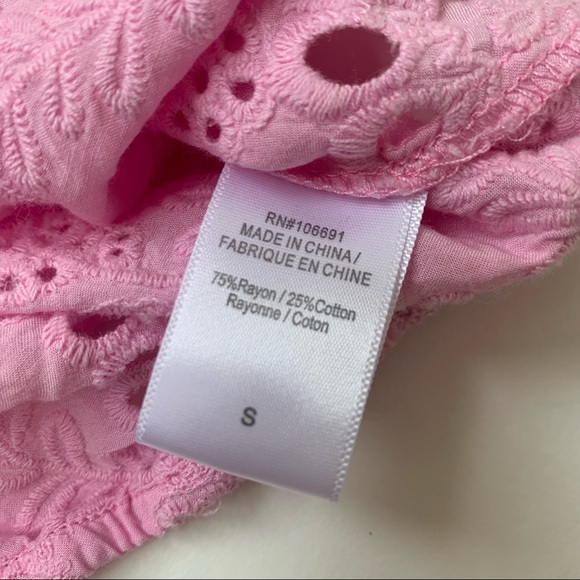 RN#106691
MADE IN CHINA/
FABRIQUE EN CHINE
75%Rayon / 25%Cotton
Rayonne / Coton
S